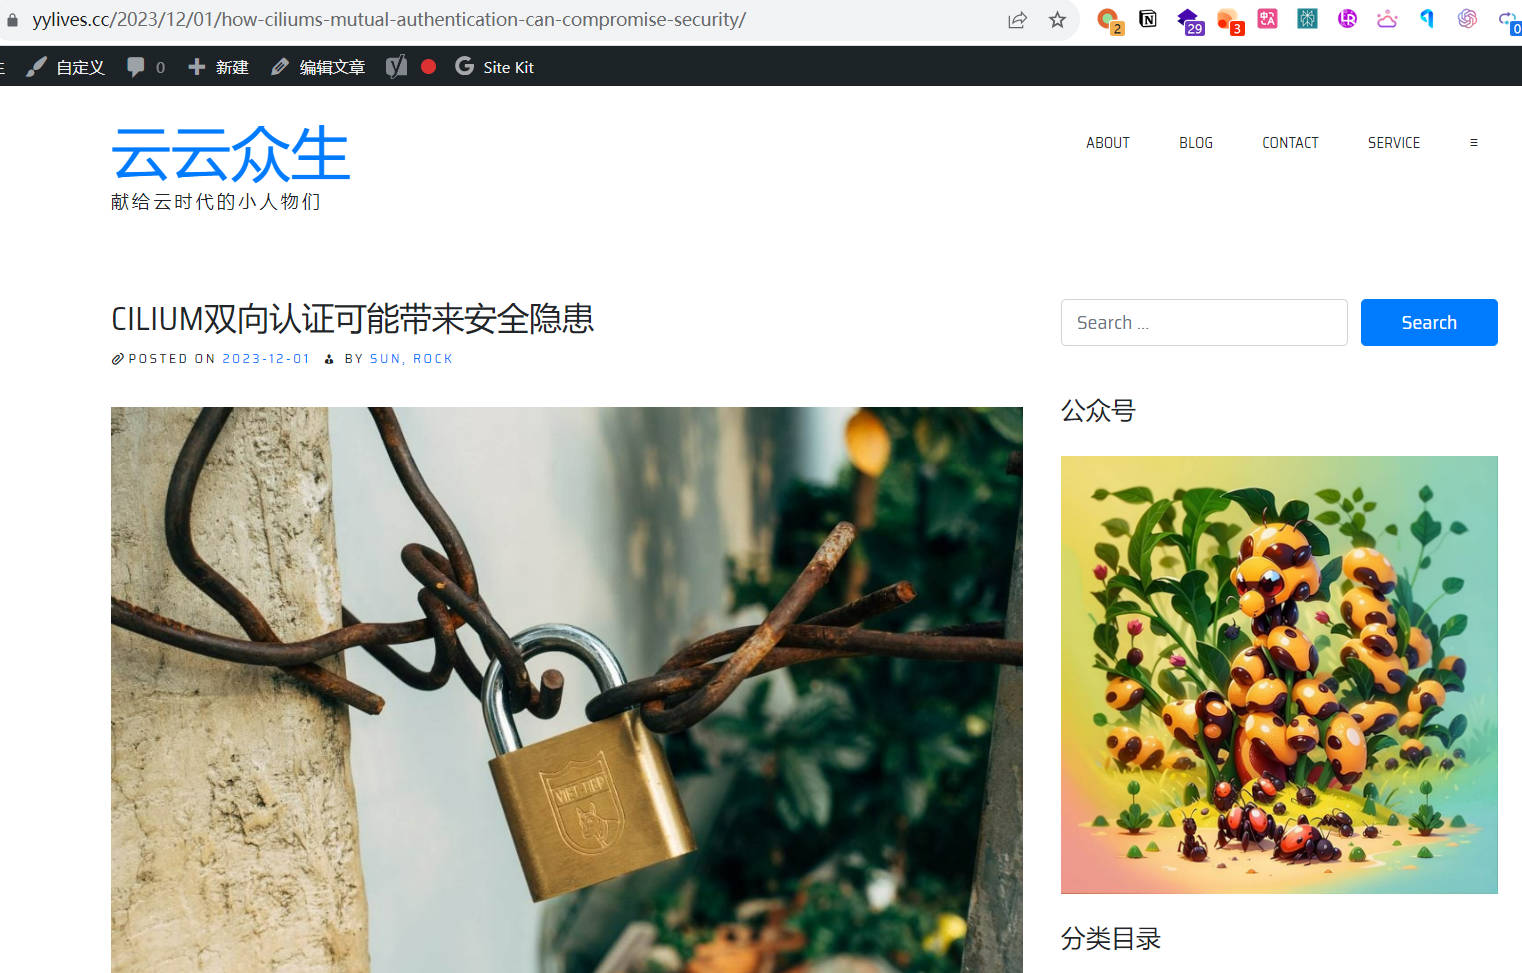 yylives.cc/2023/12/01/how-ciliums-mutual-authentication-can-compromise-security/
2
29
3
0
自定义 0 新建 编辑文章 Site Kit
云云众生
献给云时代的小人物们
ABOUT BLOG CONTACT SERVICE ≡
CILIUM双向认证可能带来安全隐患
POSTED ON 2023-12-01 BY SUN, ROCK
Search ...
Search
公众号
VIET TIEP
分类目录